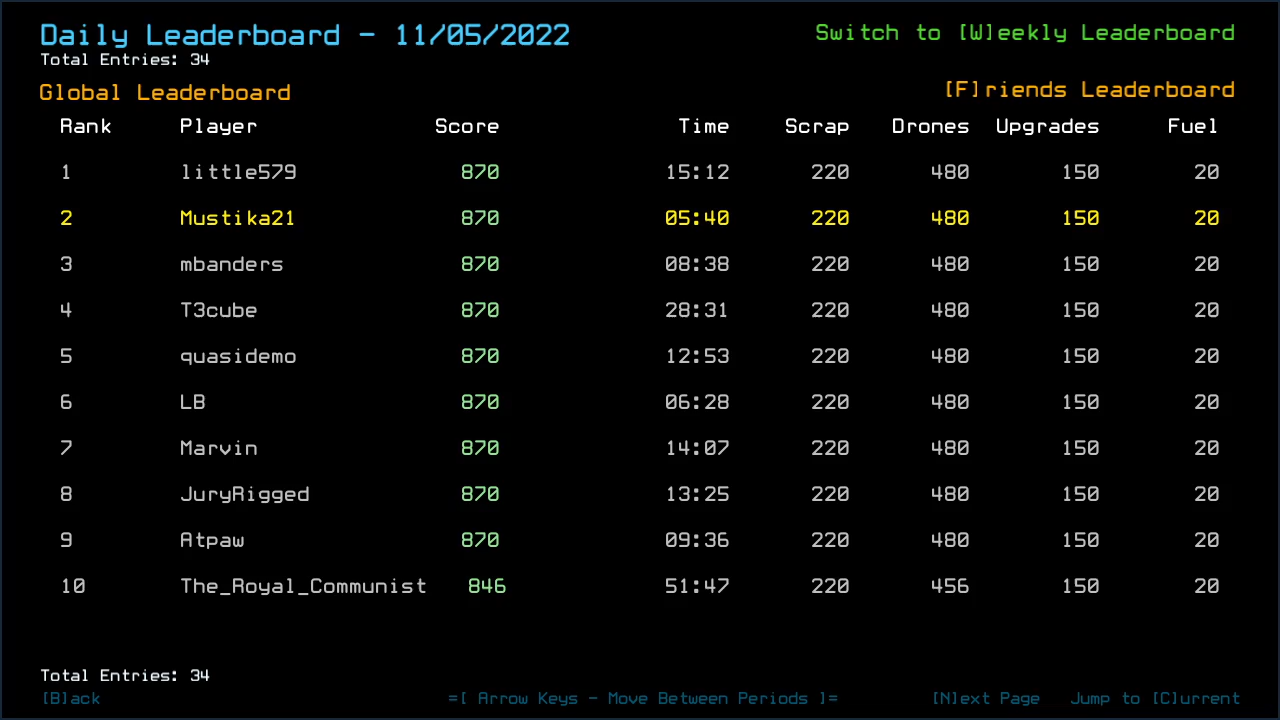 Daily Leaderboard - 11/05/2022 Switch to [W]eekly Leaderboard
Total Entries: 34
Global Leaderboard [F]riends Leaderboard
Rank Player Score Time Scrap Drones Upgrades Fuel
1 little579 870 15:12 220 480 150 20
2 Mustika21 870 05:40 220 480 150 20
3 mbanders 870 08:38 220 480 150 20
4 T3cube 870 28:31 220 480 150 20
5 quasidemo 870 12:53 220 480 150 20
6 LB 870 06:28 220 480 150 20
7 Marvin 870 14:07 220 480 150 20
8 JuryRigged 870 13:25 220 480 150 20
9 Atpaw 870 09:36 220 480 150 20
10 The_Royal_Communist 846 51:47 220 456 150 20
Total Entries: 34
[B]ack =[ Arrow Keys - Move Between Periods ]= [N]ext Page Jump to [C]urrent